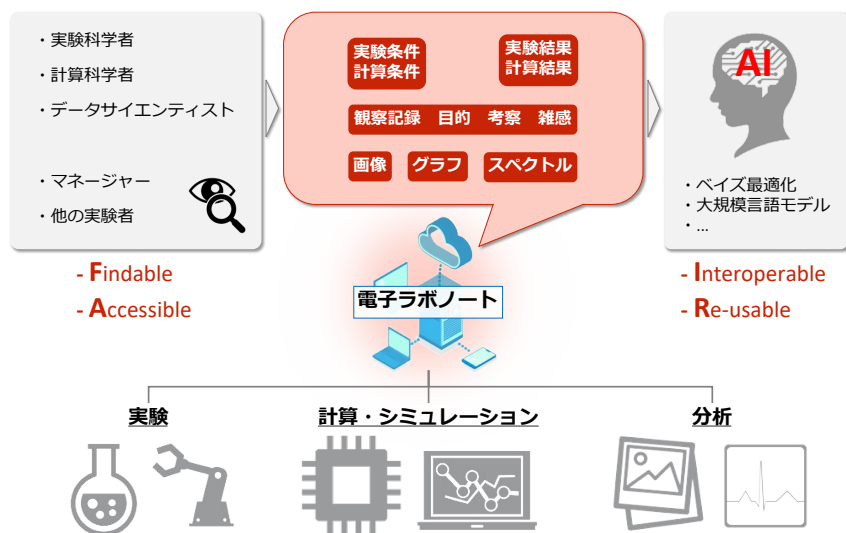 ・実験科学者
・計算科学者
・データサイエンティスト
・マネージャー
・他の実験者
- Findable
- Accessible
実験条件
計算条件
実験結果
計算結果
観察記録 目的 考察 雑感
画像 グラフ スペクトル
電子ラボノート
AI
・ベイズ最適化
・大規模言語モデル
・...
- Interoperable
- Re-usable
実験 計算・シミュレーション 分析